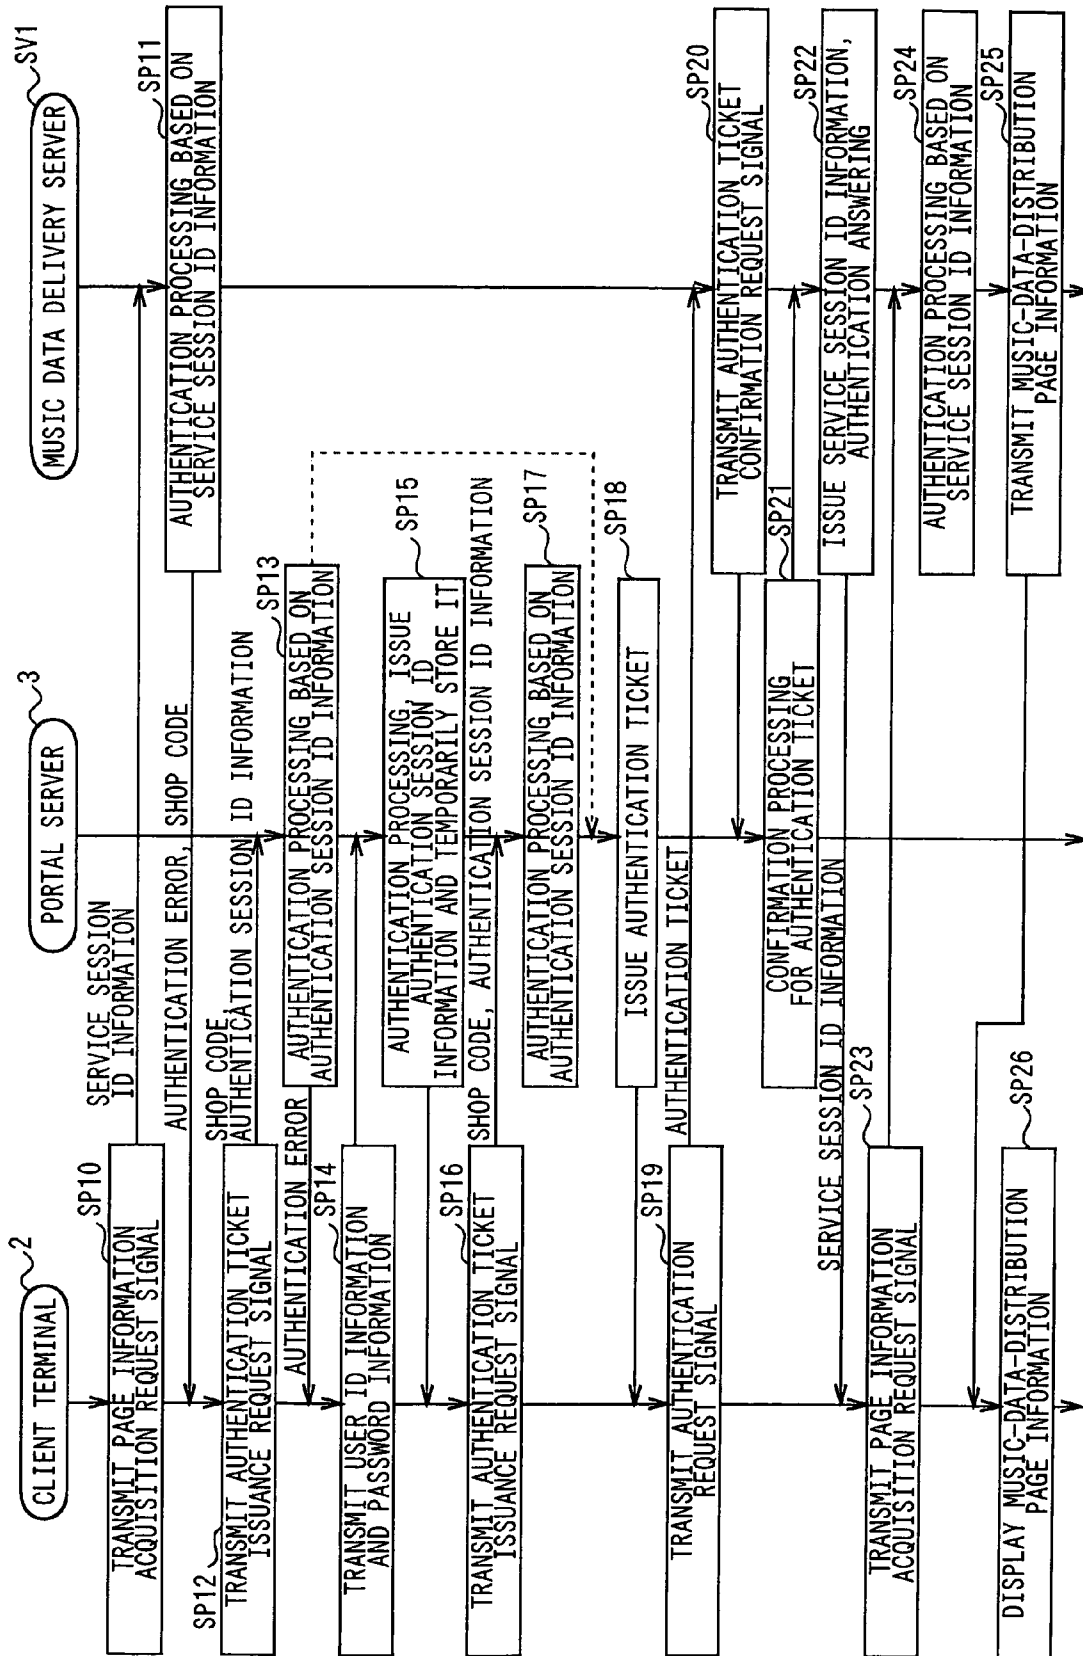 CLIENT TERMINAL
2
PORTAL SERVER
3
MUSIC DATA DELIVERY SERVER
SV1
SP10
TRANSMIT PAGE INFORMATION
ACQUISITION REQUEST SIGNAL
SERVICE SESSION
ID INFORMATION
SP11
AUTHENTICATION PROCESSING BASED ON
SERVICE SESSION ID INFORMATION
AUTHENTICATION ERROR, SHOP CODE
SP12
TRANSMIT AUTHENTICATION TICKET
ISSUANCE REQUEST SIGNAL
SHOP CODE,
AUTHENTICATION SESSION ID INFORMATION
SP13
AUTHENTICATION PROCESSING BASED ON
AUTHENTICATION SESSION ID INFORMATION
AUTHENTICATION ERROR
SP14
TRANSMIT USER ID INFORMATION
AND PASSWORD INFORMATION
SP15
AUTHENTICATION PROCESSING, ISSUE
AUTHENTICATION SESSION, ID
INFORMATION AND TEMPORARILY STORE IT
SP16
TRANSMIT AUTHENTICATION TICKET
ISSUANCE REQUEST SIGNAL
SHOP CODE, AUTHENTICATION SESSION ID INFORMATION
SP17
AUTHENTICATION PROCESSING BASED ON
AUTHENTICATION SESSION ID INFORMATION
SP18
ISSUE AUTHENTICATION TICKET
SP19
TRANSMIT AUTHENTICATION
REQUEST SIGNAL
AUTHENTICATION TICKET
SP20
TRANSMIT AUTHENTICATION TICKET
CONFIRMATION REQUEST SIGNAL
SP21
CONFIRMATION PROCESSING
FOR AUTHENTICATION TICKET
SP22
ISSUE SERVICE SESSION ID INFORMATION,
AUTHENTICATION ANSWERING
SERVICE SESSION ID INFORMATION
SP23
TRANSMIT PAGE INFORMATION
ACQUISITION REQUEST SIGNAL
SP24
AUTHENTICATION PROCESSING BASED ON
SERVICE SESSION ID INFORMATION
SP25
TRANSMIT MUSIC-DATA-DISTRIBUTION
PAGE INFORMATION
SP26
DISPLAY MUSIC-DATA-DISTRIBUTION
PAGE INFORMATION